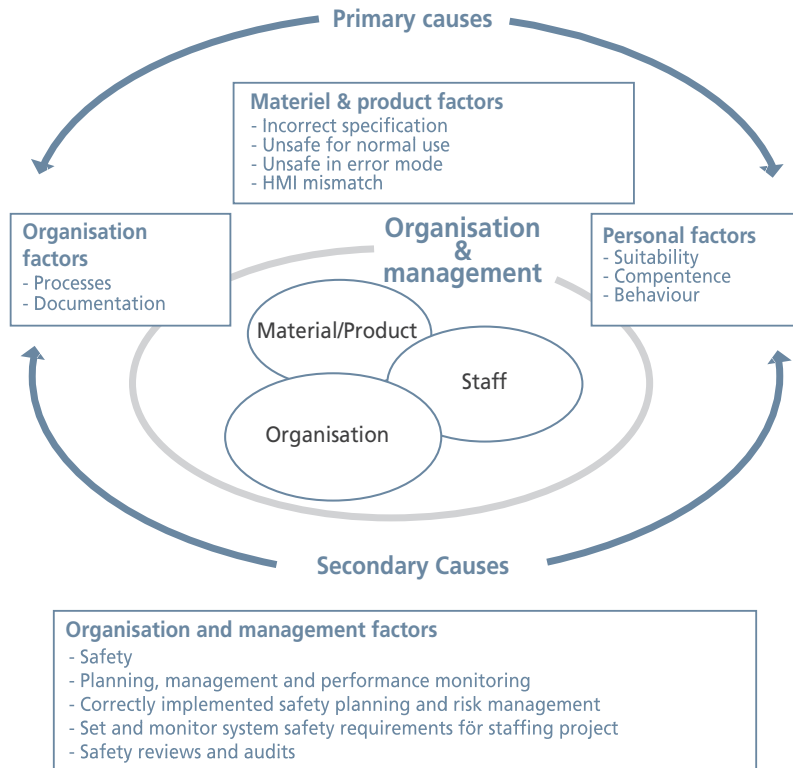 Primary causes
Materiel & product factors
- Incorrect specification
- Unsafe for normal use
- Unsafe in error mode
- HMI mismatch
Organisation
factors
- Processes
- Documentation
Organisation
&
management
Personal factors
- Suitability
- Compentence
- Behaviour
Material/Product
Staff
Organisation
Secondary Causes
Organisation and management factors
- Safety
- Planning, management and performance monitoring
- Correctly implemented safety planning and risk management
- Set and monitor system safety requirements för staffing project
- Safety reviews and audits